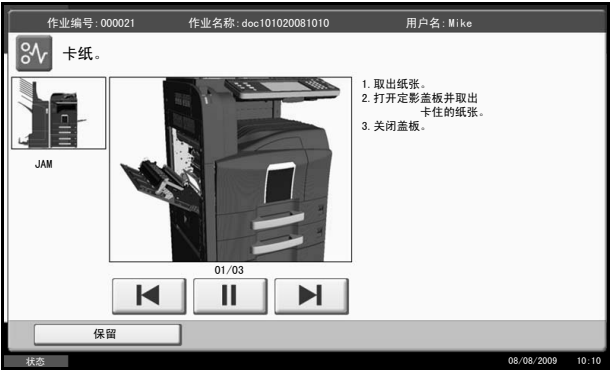 作业编号:000021 作业名称:doc101020081010 用户名:Mike
卡纸。
1. 取出纸张。
2. 打开定影盖板并取出
卡住的纸张。
3. 关闭盖板。
JAM
01/03
保留
状态 08/08/2009 10:10